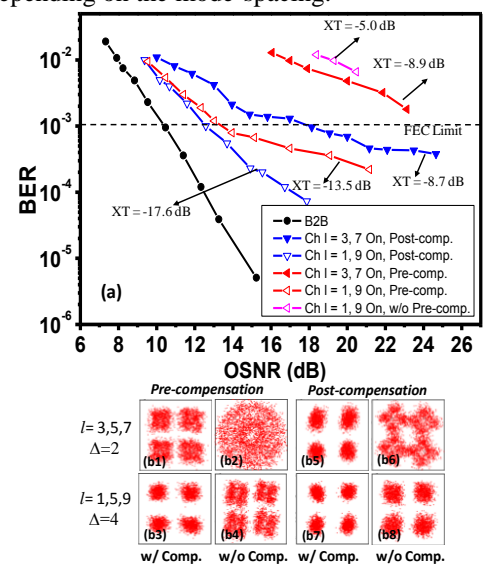 depending on the mode-spacing.
XT = -5.0 dB
XT = -8.9 dB
FEC Limit
XT = -8.7 dB
XT = -13.5 dB
XT = -17.6 dB
B2B
Ch l = 3, 7 On, Post-comp.
Ch l = 1, 9 On, Post-comp.
Ch l = 3, 7 On, Pre-comp.
Ch l = 1, 9 On, Pre-comp.
Ch l = 1, 9 On, w/o Pre-comp.
(a)
BER
10⁻²
10⁻³
10⁻⁴
10⁻⁵
10⁻⁶
6 8 10 12 14 16 18 20 22 24 26
OSNR (dB)
Pre-compensation Post-compensation
l= 3,5,7
Δ=2
(b1) (b2) (b5) (b6)
l= 1,5,9
Δ=4
(b3) (b4) (b7) (b8)
w/ Comp. w/o Comp. w/ Comp. w/o Comp.